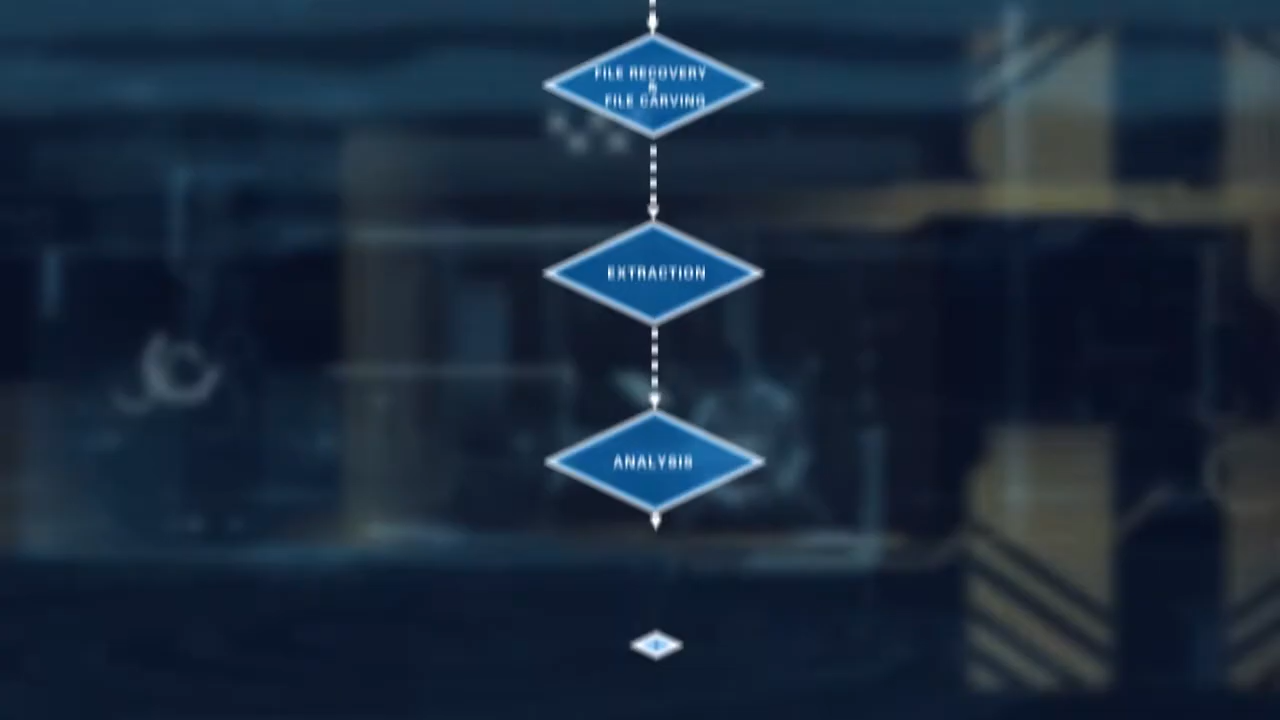 FILE RECOVERY
&
FILE CARVING
EXTRACTION
ANALYSIS